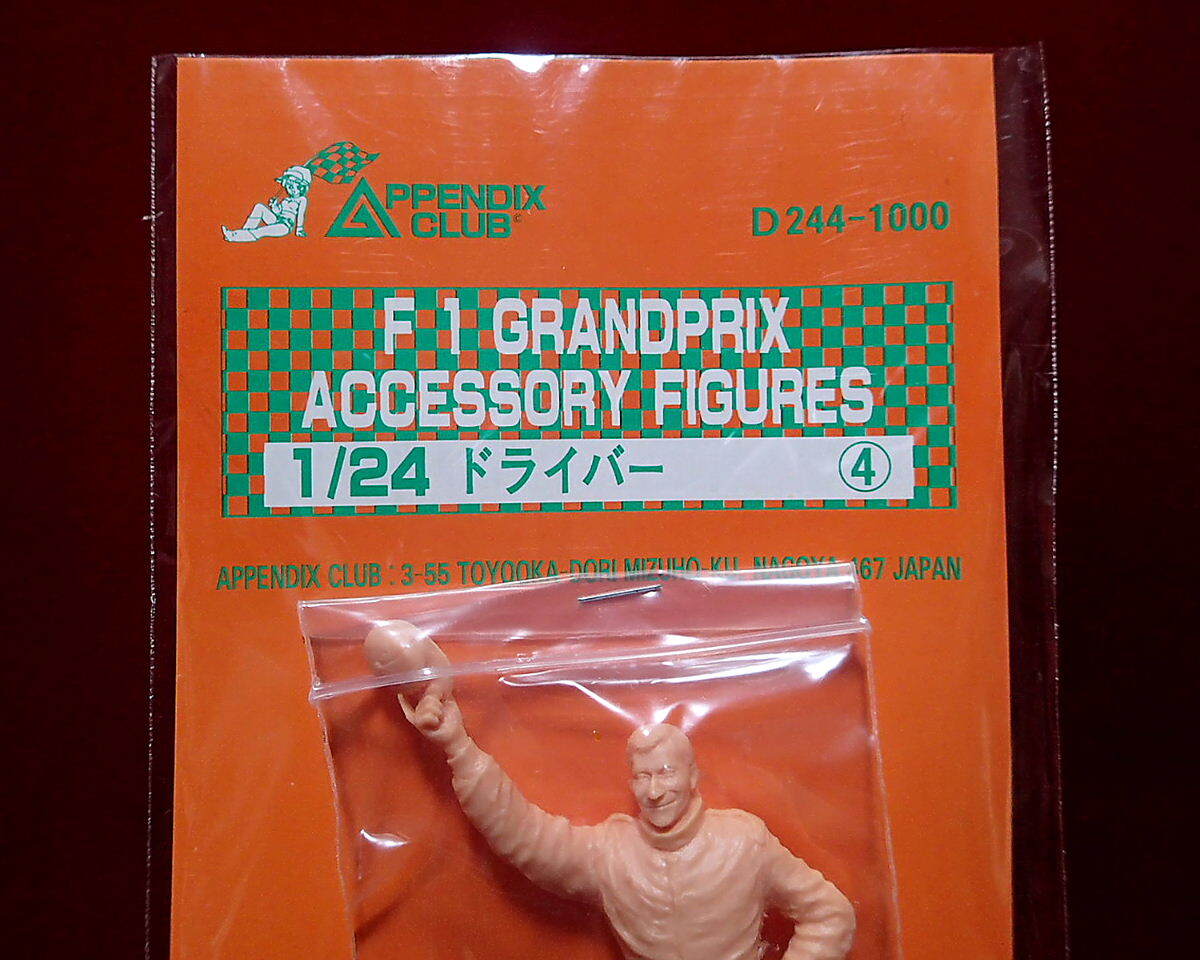 APPENDIX
CLUB©
D244-1000
F 1 GRANDPRIX
ACCESSORY FIGURES
1/24 ドライバー ④
APPENDIX CLUB : 3-55 TOYOOKA-DORI MIZUHO-KU, NAGOYA 467 JAPAN